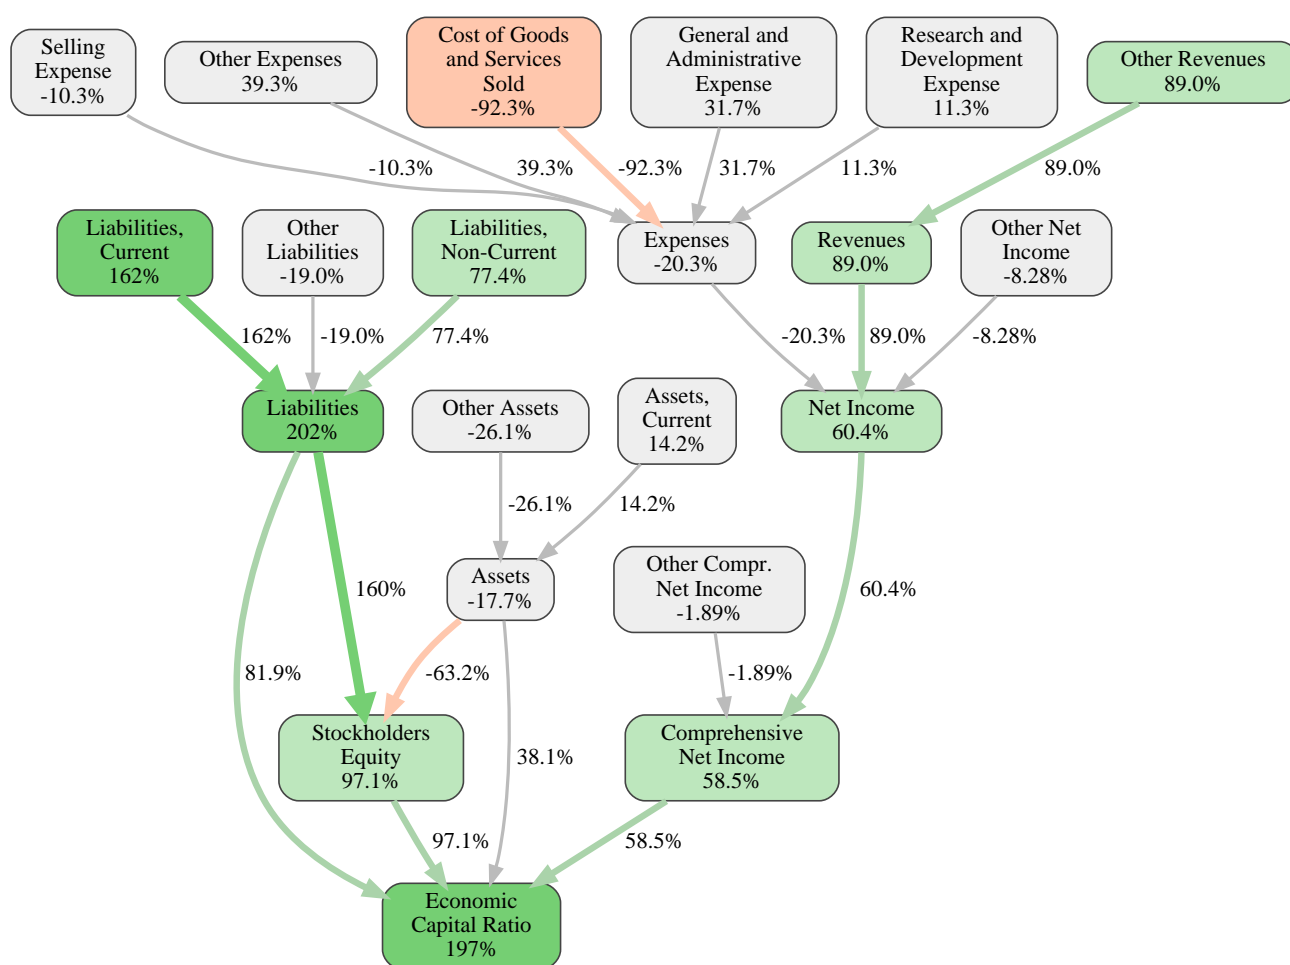 Selling
Expense
-10.3%
Other Expenses
39.3%
Cost of Goods
and Services
Sold
-92.3%
General and
Administrative
Expense
31.7%
Research and
Development
Expense
11.3%
Other Revenues
89.0%
-10.3%
39.3%
-92.3%
31.7%
11.3%
89.0%
Liabilities,
Current
162%
Other
Liabilities
-19.0%
Liabilities,
Non-Current
77.4%
Expenses
-20.3%
Revenues
89.0%
Other Net
Income
-8.28%
162%
-19.0%
77.4%
-20.3%
89.0%
-8.28%
Liabilities
202%
Other Assets
-26.1%
Assets,
Current
14.2%
Net Income
60.4%
-26.1%
14.2%
Assets
-17.7%
Other Compr.
Net Income
-1.89%
160%
60.4%
81.9%
-63.2%
-1.89%
Stockholders
Equity
97.1%
38.1%
Comprehensive
Net Income
58.5%
97.1%
58.5%
Economic
Capital Ratio
197%